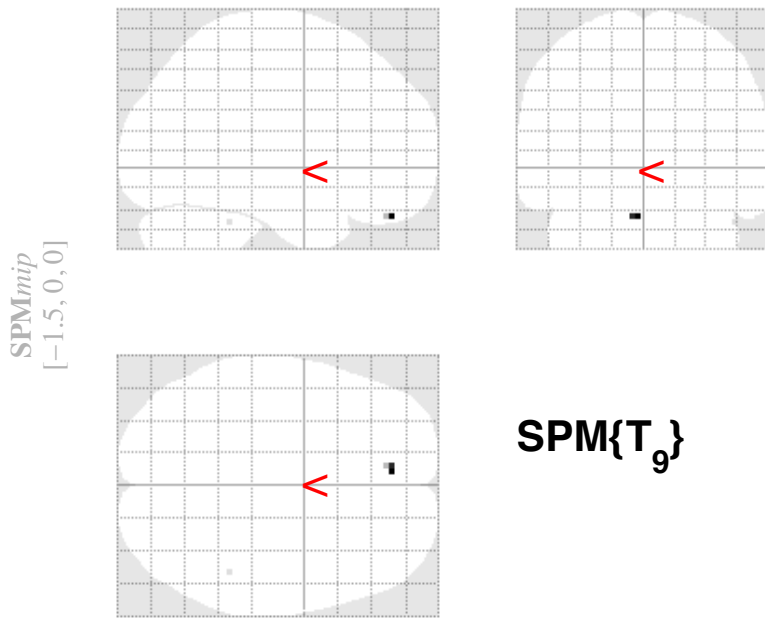 SPMmip
[−1.5, 0, 0]
<
<
<
SPM{T9}